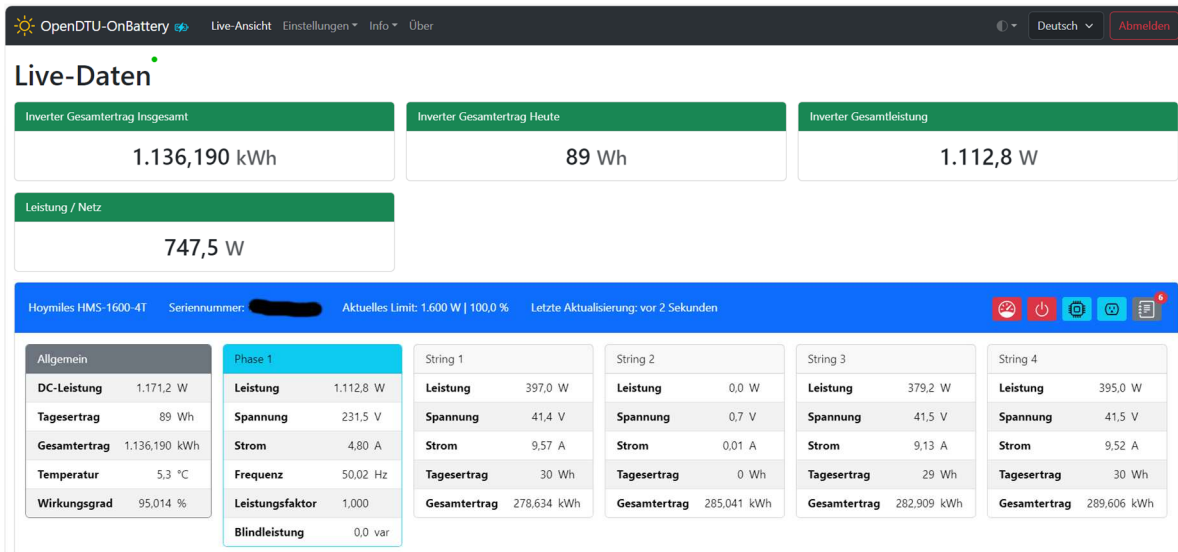 OpenDTU-OnBattery Live-Ansicht Einstellungen Info Über Deutsch Abmelden
Live-Daten
Inverter Gesamtertrag Insgesamt
1.136,190 kWh
Inverter Gesamtertrag Heute
89 Wh
Inverter Gesamtleistung
1.112,8 W
Leistung / Netz
747,5 W
Hoymiles HMS-1600-4T Seriennummer: Aktuelles Limit: 1.600 W | 100,0 % Letzte Aktualisierung: vor 2 Sekunden 6
Allgemein
DC-Leistung 1.171,2 W
Tagesertrag 89 Wh
Gesamtertrag 1.136,190 kWh
Temperatur 5,3 °C
Wirkungsgrad 95,014 %
Phase 1
Leistung 1.112,8 W
Spannung 231,5 V
Strom 4,80 A
Frequenz 50,02 Hz
Leistungsfaktor 1,000
Blindleistung 0,0 var
String 1
Leistung 397,0 W
Spannung 41,4 V
Strom 9,57 A
Tagesertrag 30 Wh
Gesamtertrag 278,634 kWh
String 2
Leistung 0,0 W
Spannung 0,7 V
Strom 0,01 A
Tagesertrag 0 Wh
Gesamtertrag 285,041 kWh
String 3
Leistung 379,2 W
Spannung 41,5 V
Strom 9,13 A
Tagesertrag 29 Wh
Gesamtertrag 282,909 kWh
String 4
Leistung 395,0 W
Spannung 41,5 V
Strom 9,52 A
Tagesertrag 30 Wh
Gesamtertrag 289,606 kWh